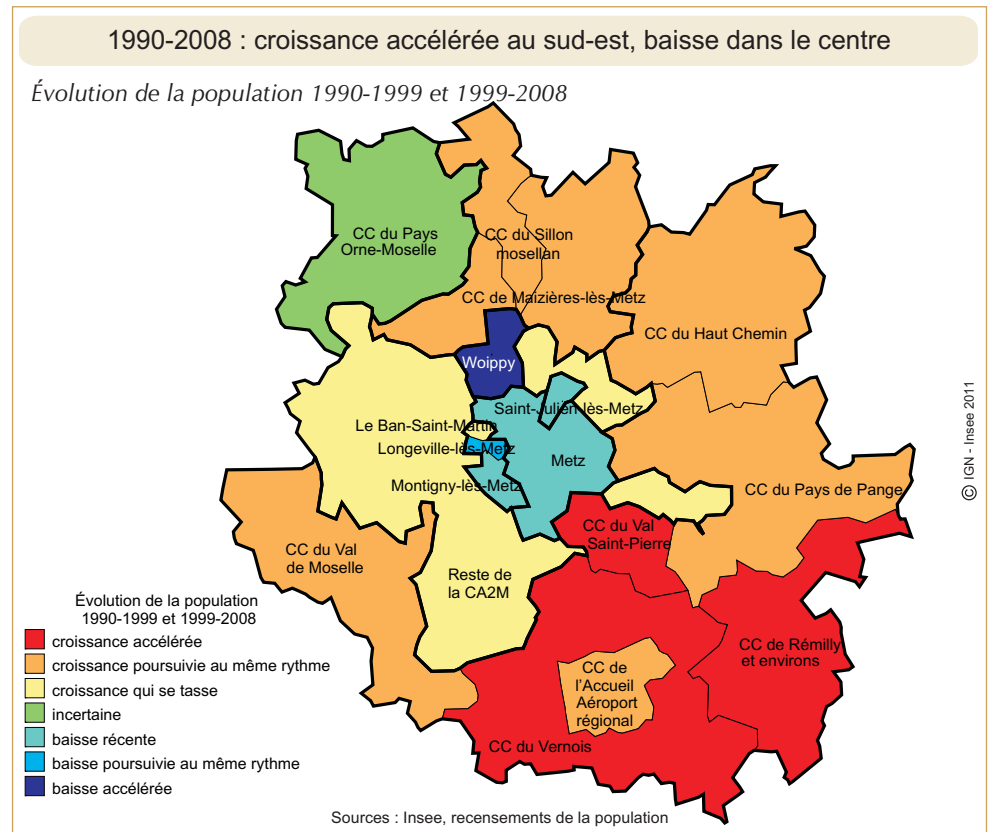 1990-2008 : croissance accélérée au sud-est, baisse dans le centre
Évolution de la population 1990-1999 et 1999-2008
CC du Pays
Orne-Moselle
CC du Sillon
mosellan
CC de Maizières-lès-Metz
CC du Haut Chemin
Woippy
Saint-Julien-lès-Metz
Le Ban-Saint-Martin
Longeville-lès-Metz
Metz
Montigny-lès-Metz
CC du Pays de Pange
CC du Val
Saint-Pierre
CC du Val
de Moselle
Reste de
la CA2M
CC de Rémilly
et environs
CC de
l'Accueil
Aéroport
régional
CC du Vernois
Évolution de la population
1990-1999 et 1999-2008
croissance accélérée
croissance poursuivie au même rythme
croissance qui se tasse
incertaine
baisse récente
baisse poursuivie au même rythme
baisse accélérée
Sources : Insee, recensements de la population
© IGN - Insee 2011